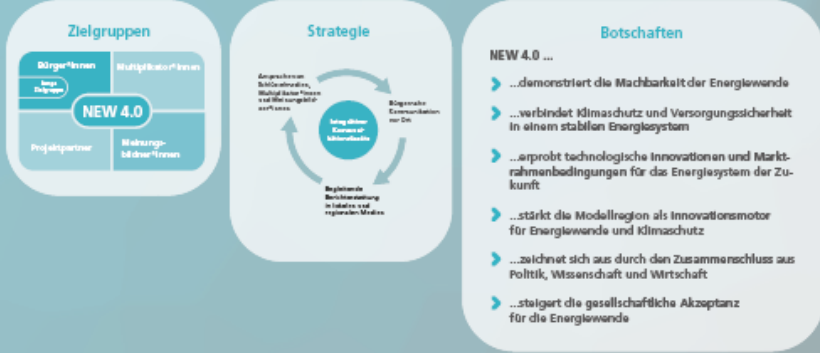 Zielgruppen
Bürger*innen
Multiplikator*innen
Junge
Zielgruppe
NEW 4.0
Projektpartner
Meinungs-
bildner*innen
Strategie
Ansprechen von
Schlüsselmedien,
Multiplikator*innen
und Meinungsbild-
ner*innen
Bürgernahe
Kommunikation
vor Ort
Integrativer
Begleitende
Berichterstattung
in lokalen und
regionalen Medien
Botschaften
NEW 4.0 ...
...demonstriert die Machbarkeit der Energiewende
...verbindet Klimaschutz und Versorgungssicherheit
in einem stabilen Energiesystem
...erprobt technologische Innovationen und Markt-
rahmenbedingungen für das Energiesystem der Zu-
kunft
...stärkt die Modellregion als Innovationsmotor
für Energiewende und Klimaschutz
...zeichnet sich aus durch den Zusammenschluss aus
Politik, Wissenschaft und Wirtschaft
...steigert die gesellschaftliche Akzeptanz
für die Energiewende